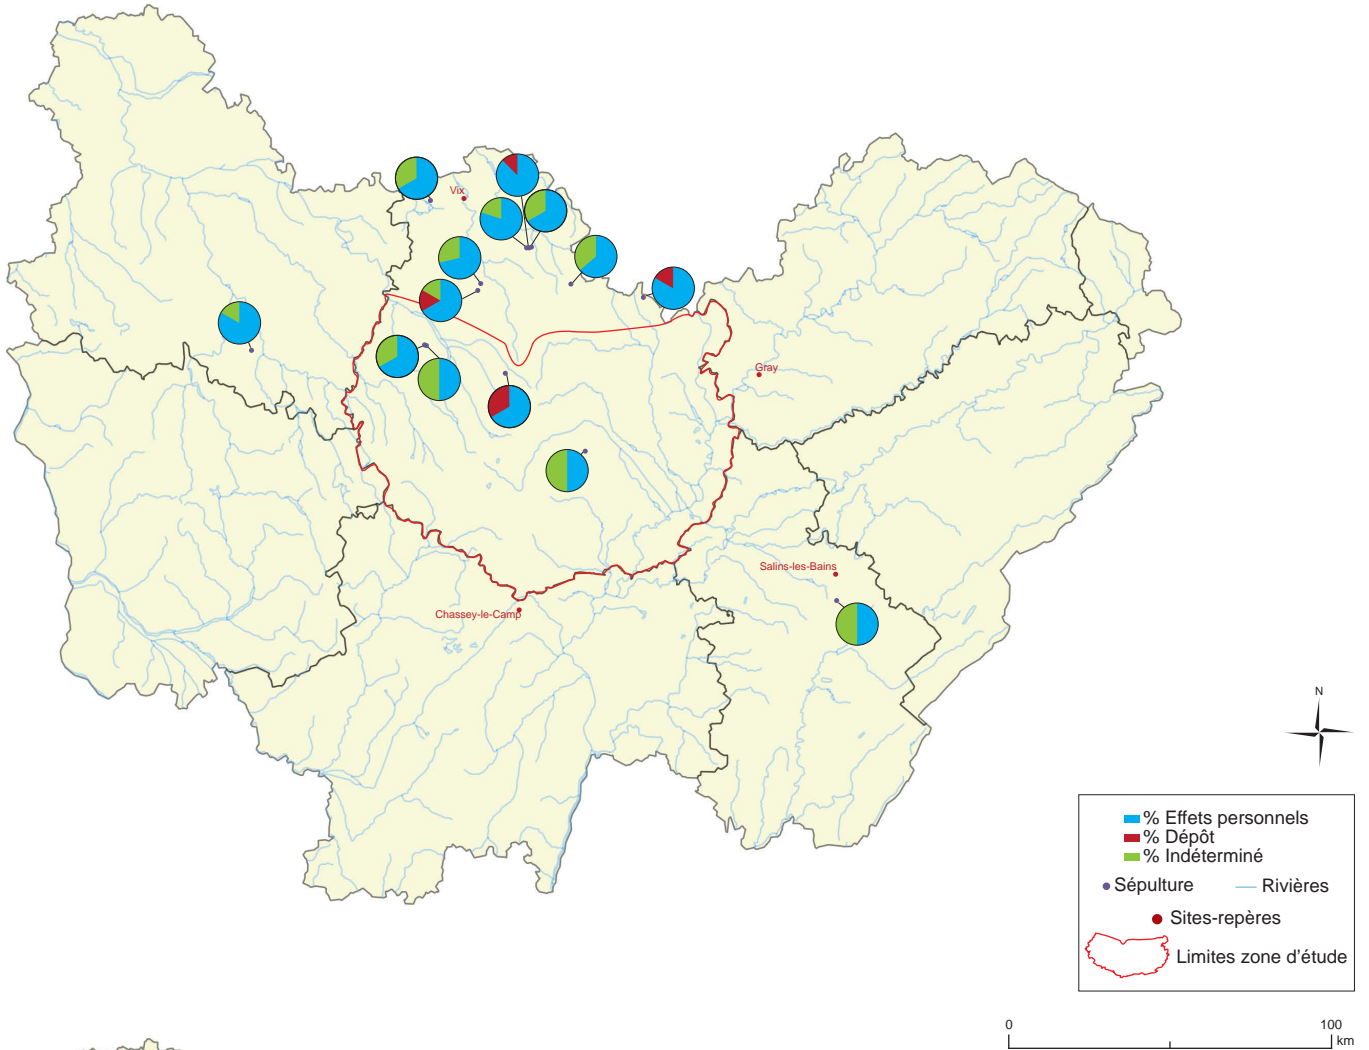 Vix
Gray
Salins-les-Bains
Chassey-le-Camp
N
% Effets personnels
% Dépôt
% Indéterminé
Sépulture
Rivières
Sites-repères
Limites zone d'étude
0
100
km